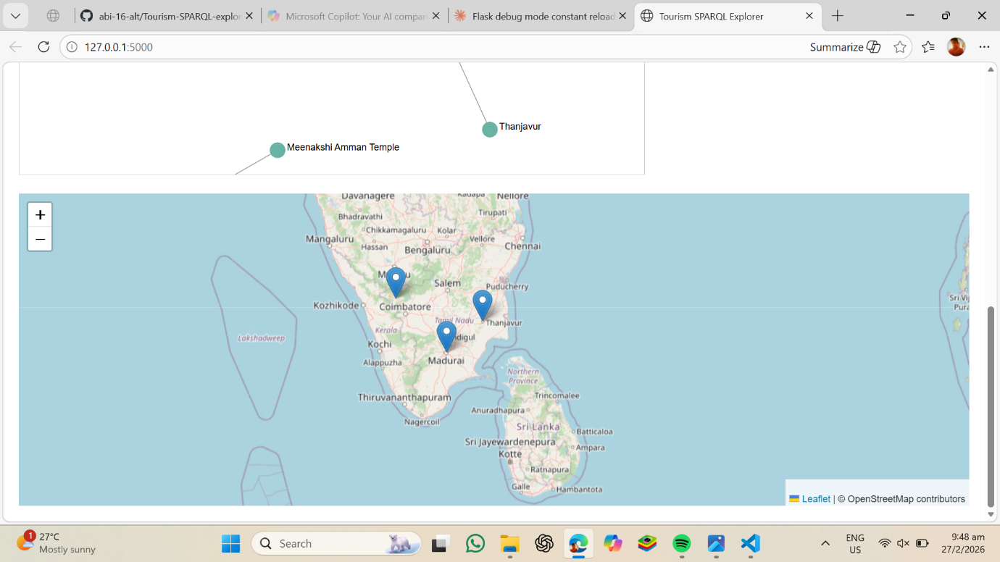 abi-16-alt/Tourism-SPARQL-explor
Microsoft Copilot: Your AI compan
Flask debug mode constant reload
Tourism SPARQL Explorer
127.0.0.1:5000
Summarize
Thanjavur
Meenakshi Amman Temple
+
−
Davanagere
Kadapa
Nellore
Bhadravathi
Tirupati
Chikkamagaluru
Kolar
Mangaluru
Hassan
Bengaluru
Vellore
Chennai
Salem
Puducherry
Kozhikode
Coimbatore
Tamil Nadu
Thanjavur
Kerala
ndigul
Lakshadweep
Kochi
Alappuzha
Madurai
Northern
Province
Thiruvananthapuram
Trincomalee
Anuradhapura
Nagercoil
Sri Lanka
Batticaloa
Sri Jayewardenepura
Kotte
Ampara
Ratnapura
Galle
Hambantota
Sri Vi
Pura
Leaflet | © OpenStreetMap contributors
1
27°C
Mostly sunny
Search
ENG
US
9:48 am
27/2/2026